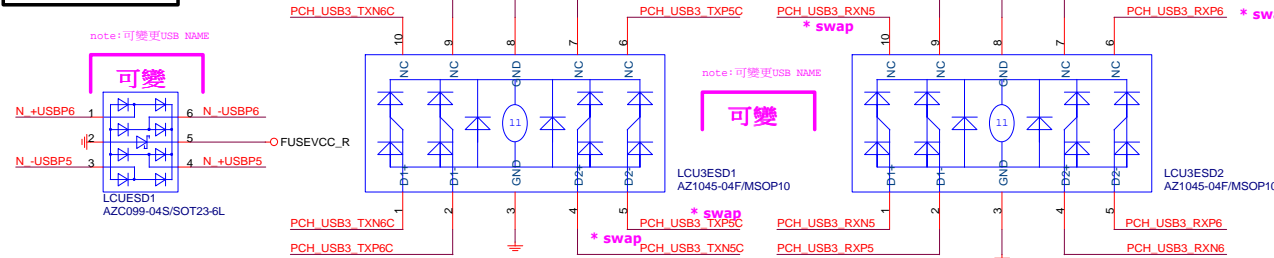 PCH_USB3_TXN6C
PCH_USB3_TXP5C
PCH_USB3_RXN5
* swap
PCH_USB3_RXP6
* sw
note:可變更USB NAME
可變
N_+USBP6
1
6
N_-USBP6
2
5
FUSEVCC_R
N_-USBP5
3
4
N_+USBP5
LCUESD1
AZC099-04S/SOT23-6L
10
9
8
7
6
NC
NC
GND
NC
NC
11
D1+
D1-
GND
D2+
D2-
1
2
3
4
5
LCU3ESD1
AZ1045-04F/MSOP10
PCH_USB3_TXN6C
PCH_USB3_TXP6C
* swap
PCH_USB3_TXP5C
* swap
PCH_USB3_TXN5C
note:可變更USB NAME
可變
10
9
8
7
6
NC
NC
GND
NC
NC
11
D1+
D1-
GND
D2+
D2-
1
2
3
4
5
LCU3ESD2
AZ1045-04F/MSOP10
PCH_USB3_RXN5
PCH_USB3_RXP5
PCH_USB3_RXP6
PCH_USB3_RXN6